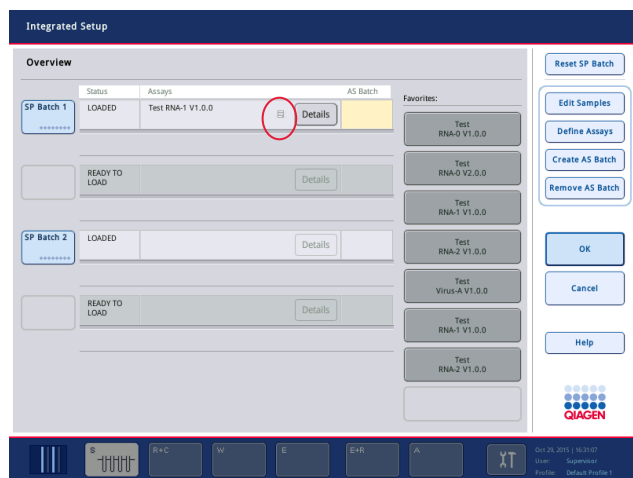 Integrated Setup
Overview
Status Assays AS Batch
SP Batch 1
LOADED Test RNA-1 V1.0.0 Details
READY TO
LOAD
Details
SP Batch 2
LOADED
Details
READY TO
LOAD
Details
Favorites:
Test
RNA-0 V1.0.0
Test
RNA-0 V2.0.0
Test
RNA-1 V1.0.0
Test
RNA-2 V1.0.0
Test
Virus-A V1.0.0
Test
RNA-1 V1.0.0
Test
RNA-2 V1.0.0
Reset SP Batch
Edit Samples
Define Assays
Create AS Batch
Remove AS Batch
OK
Cancel
Help
QIAGEN
S R+C W E E+R A
Oct 29, 2015 | 16:31:07
User: Supervisor
Profile: Default Profile 1